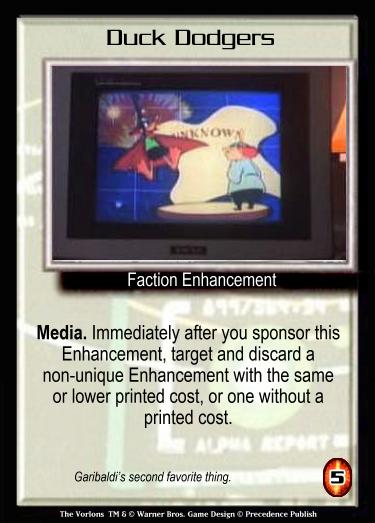 Duck Dodgers
UNKNOWN
Faction Enhancement
Media. Immediately after you sponsor this
Enhancement, target and discard a
non-unique Enhancement with the same
or lower printed cost, or one without a
printed cost.
ALPHA REPORT
Garibaldi's second favorite thing.
5
The Vorlons TM & © Warner Bros. Game Design © Precedence Publish